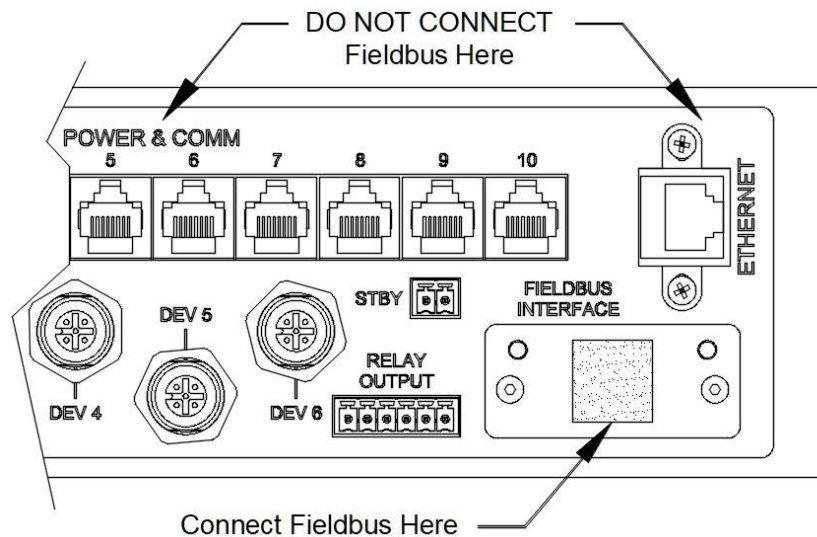 DO NOT CONNECT
Fieldbus Here
POWER & COMM
5 6 7 8 9 10
ETHERNET
STBY
FIELDBUS
INTERFACE
DEV 5
RELAY
OUTPUT
DEV 4
DEV 6
Connect Fieldbus Here